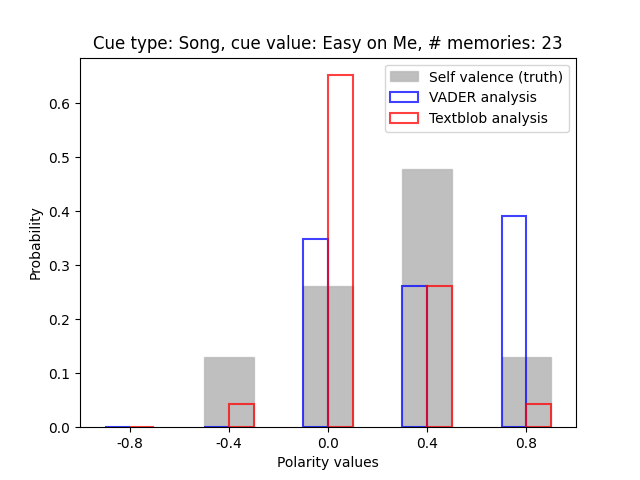 Cue type: Song, cue value: Easy on Me, # memories: 23
Self valence (truth)
VADER analysis
Textblob analysis
Probability
0.6
0.5
0.4
0.3
0.2
0.1
0.0
-0.8 -0.4 0.0 0.4 0.8
Polarity values